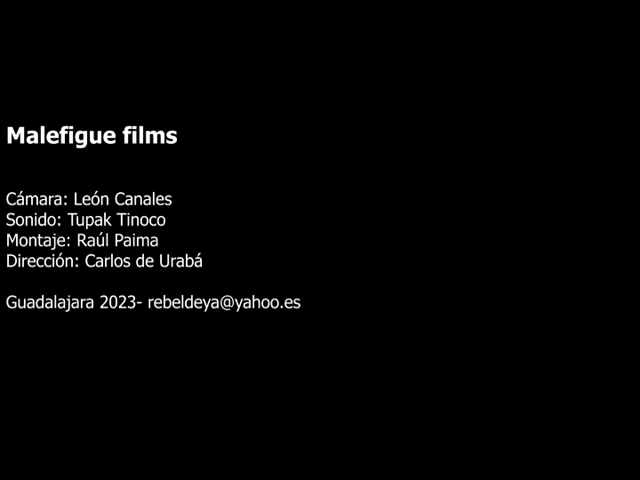 Malefigue films
Cámara: León Canales
Sonido: Tupak Tinoco
Montaje: Raúl Paima
Dirección: Carlos de Urabá
Guadalajara 2023- rebeldeya@yahoo.es